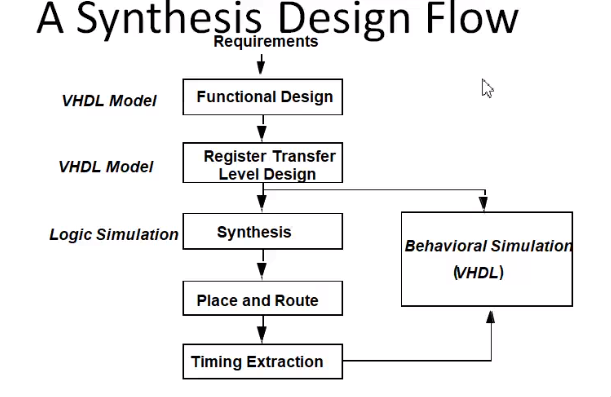 A Synthesis Design Flow
Requirements
VHDL Model
Functional Design
VHDL Model
Register Transfer
Level Design
Logic Simulation
Synthesis
Behavioral Simulation
(VHDL)
Place and Route
Timing Extraction